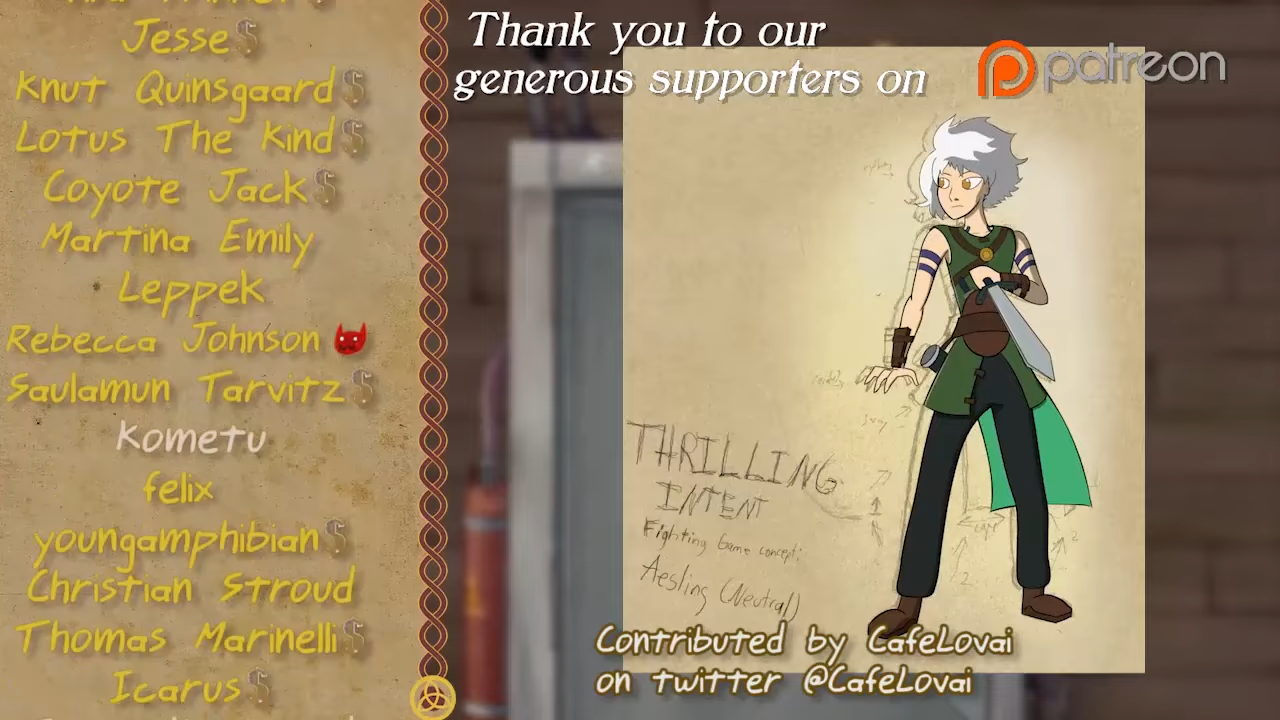 Jesse$
Knut Quinsgaard$
Lotus The Kind$
Coyote Jack$
Martina Emily
Leppek
Rebecca Johnson
Saulamun Tarvitz$
Kometu
felix
youngamphibian$
Christian Stroud
Thomas Marinelli$
Icarus$
Thank you to our
generous supporters on
patreon
THRILLING
INTENT
Fighting Game concept:
Aesling (Neutral)
Contributed by CafeLovai
on twitter @CafeLovai